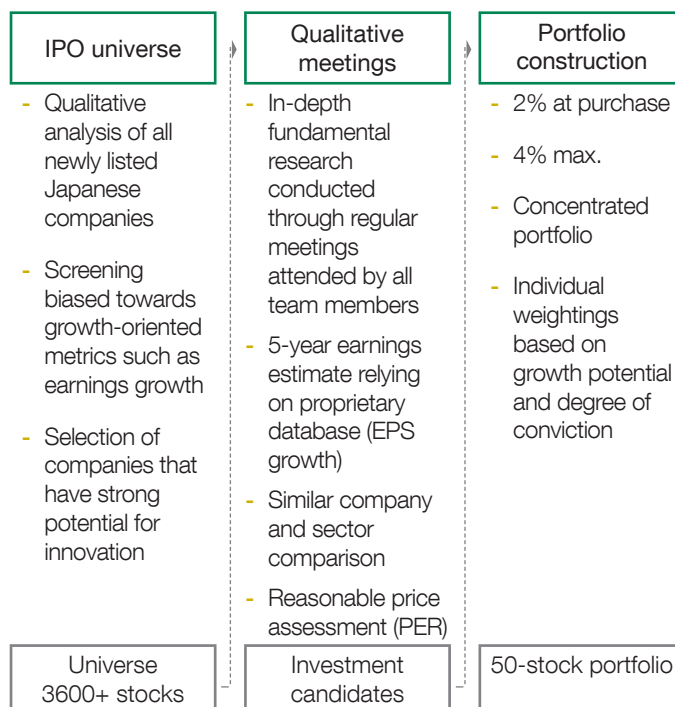 IPO universe
- Qualitative
analysis of all
newly listed
Japanese
companies
- Screening
biased towards
growth-oriented
metrics such as
earnings growth
- Selection of
companies that
have strong
potential for
innovation
Universe
3600+ stocks
Qualitative
meetings
- In-depth
fundamental
research
conducted
through regular
meetings
attended by all
team members
- 5-year earnings
estimate relying
on proprietary
database (EPS
growth)
- Similar company
and sector
comparison
- Reasonable price
assessment (PER)
Investment
candidates
Portfolio
construction
- 2% at purchase
- 4% max.
- Concentrated
portfolio
- Individual
weightings
based on
growth potential
and degree of
conviction
50-stock portfolio